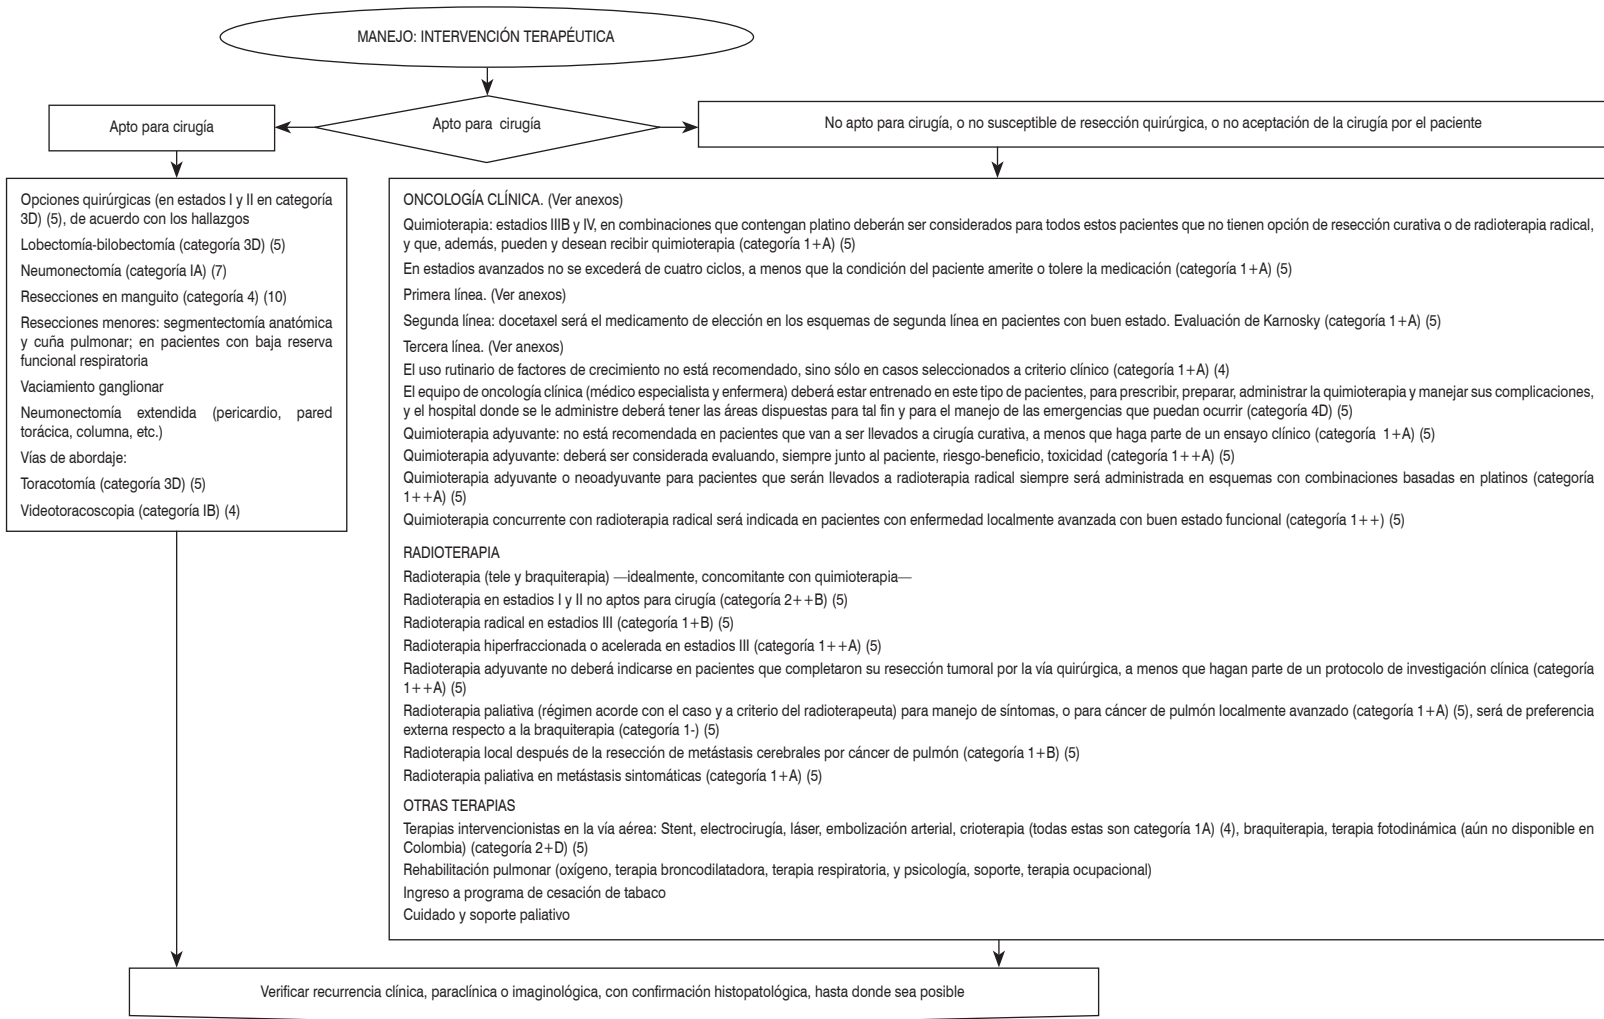 MANEJO: INTERVENCIÓN TERAPÉUTICA
Apto para cirugía
Apto para cirugía
No apto para cirugía, o no susceptible de resección quirúrgica, o no aceptación de la cirugía por el paciente
Opciones quirúrgicas (en estados I y II en categoría
3D) (5), de acuerdo con los hallazgos
Lobectomía-bilobectomía (categoría 3D) (5)
Neumonectomía (categoría IA) (7)
Resecciones en manguito (categoría 4) (10)
Resecciones menores: segmentectomía anatómica
y cuña pulmonar; en pacientes con baja reserva
funcional respiratoria
Vaciamiento ganglionar
Neumonectomía extendida (pericardio, pared
torácica, columna, etc.)
Vías de abordaje:
Toracotomía (categoría 3D) (5)
Videotoracoscopia (categoría IB) (4)
ONCOLOGÍA CLÍNICA. (Ver anexos)
Quimioterapia: estadios IIIB y IV, en combinaciones que contengan platino deberán ser considerados para todos estos pacientes que no tienen opción de resección curativa o de radioterapia radical,
y que, además, pueden y desean recibir quimioterapia (categoría 1+A) (5)
En estadios avanzados no se excederá de cuatro ciclos, a menos que la condición del paciente amerite o tolere la medicación (categoría 1+A) (5)
Primera línea. (Ver anexos)
Segunda línea: docetaxel será el medicamento de elección en los esquemas de segunda línea en pacientes con buen estado. Evaluación de Karnosky (categoría 1+A) (5)
Tercera línea. (Ver anexos)
El uso rutinario de factores de crecimiento no está recomendado, sino sólo en casos seleccionados a criterio clínico (categoría 1+A) (4)
El equipo de oncología clínica (médico especialista y enfermera) deberá estar entrenado en este tipo de pacientes, para prescribir, preparar, administrar la quimioterapia y manejar sus complicaciones,
y el hospital donde se le administre deberá tener las áreas dispuestas para tal fin y para el manejo de las emergencias que puedan ocurrir (categoría 4D) (5)
Quimioterapia adyuvante: no está recomendada en pacientes que van a ser llevados a cirugía curativa, a menos que haga parte de un ensayo clínico (categoría 1+A) (5)
Quimioterapia adyuvante: deberá ser considerada evaluando, siempre junto al paciente, riesgo-beneficio, toxicidad (categoría 1++A) (5)
Quimioterapia adyuvante o neoadyuvante para pacientes que serán llevados a radioterapia radical siempre será administrada en esquemas con combinaciones basadas en platinos (categoría
1++A) (5)
Quimioterapia concurrente con radioterapia radical será indicada en pacientes con enfermedad localmente avanzada con buen estado funcional (categoría 1++) (5)
RADIOTERAPIA
Radioterapia (tele y braquiterapia) —idealmente, concomitante con quimioterapia—
Radioterapia en estadios I y II no aptos para cirugía (categoría 2++B) (5)
Radioterapia radical en estadios III (categoría 1+B) (5)
Radioterapia hiperfraccionada o acelerada en estadios III (categoría 1++A) (5)
Radioterapia adyuvante no deberá indicarse en pacientes que completaron su resección tumoral por la vía quirúrgica, a menos que hagan parte de un protocolo de investigación clínica (categoría
1++A) (5)
Radioterapia paliativa (régimen acorde con el caso y a criterio del radioterapeuta) para manejo de síntomas, o para cáncer de pulmón localmente avanzado (categoría 1+A) (5), será de preferencia
externa respecto a la braquiterapia (categoría 1-) (5)
Radioterapia local después de la resección de metástasis cerebrales por cáncer de pulmón (categoría 1+B) (5)
Radioterapia paliativa en metástasis sintomáticas (categoría 1+A) (5)
OTRAS TERAPIAS
Terapias intervencionistas en la vía aérea: Stent, electrocirugía, láser, embolización arterial, crioterapia (todas estas son categoría 1A) (4), braquiterapia, terapia fotodinámica (aún no disponible en
Colombia) (categoría 2+D) (5)
Rehabilitación pulmonar (oxígeno, terapia broncodilatadora, terapia respiratoria, y psicología, soporte, terapia ocupacional)
Ingreso a programa de cesación de tabaco
Cuidado y soporte paliativo
Verificar recurrencia clínica, paraclínica o imaginológica, con confirmación histopatológica, hasta donde sea posible